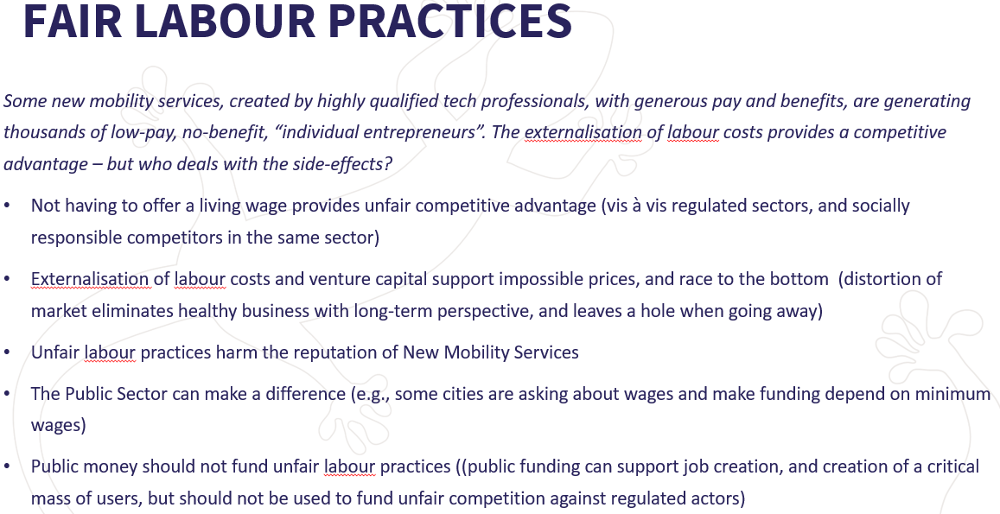 FAIR LABOUR PRACTICES
Some new mobility services, created by highly qualified tech professionals, with generous pay and benefits, are generating
thousands of low-pay, no-benefit, “individual entrepreneurs”. The externalisation of labour costs provides a competitive
advantage – but who deals with the side-effects?
• Not having to offer a living wage provides unfair competitive advantage (vis à vis regulated sectors, and socially
responsible competitors in the same sector)
• Externalisation of labour costs and venture capital support impossible prices, and race to the bottom  (distortion of
market eliminates healthy business with long-term perspective, and leaves a hole when going away)
• Unfair labour practices harm the reputation of New Mobility Services
• The Public Sector can make a difference (e.g., some cities are asking about wages and make funding depend on minimum
wages)
• Public money should not fund unfair labour practices ((public funding can support job creation, and creation of a critical
mass of users, but should not be used to fund unfair competition against regulated actors)